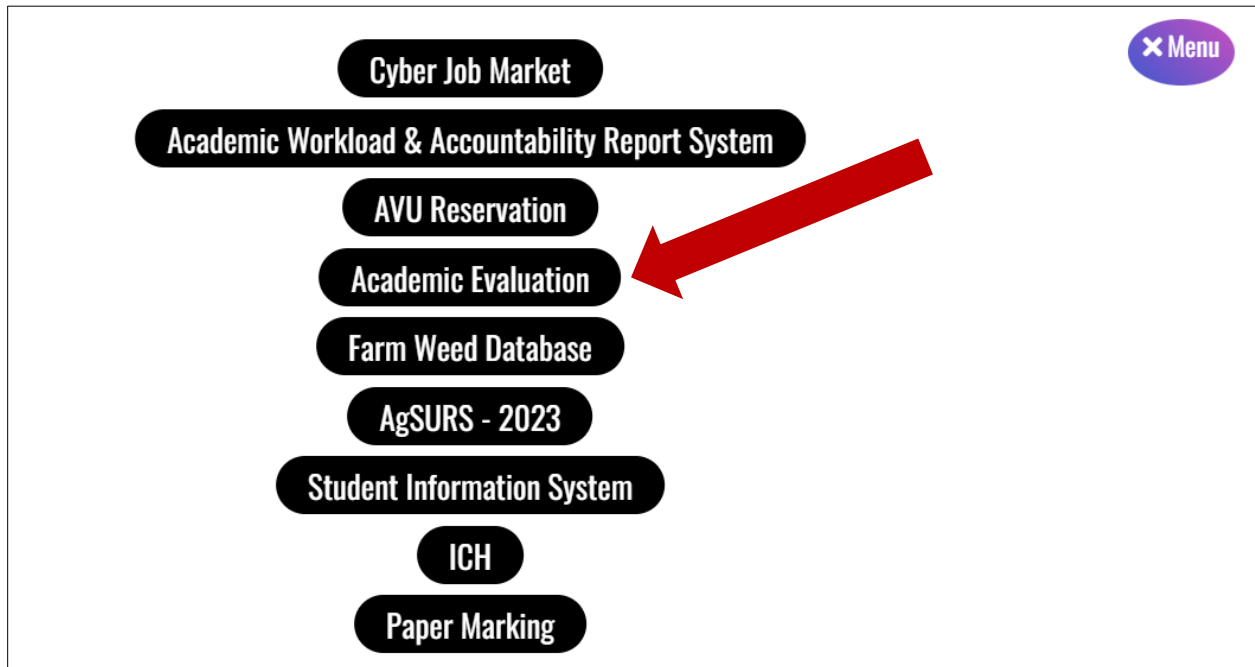 Cyber Job Market
Menu
Academic Workload & Accountability Report System
AVU Reservation
Academic Evaluation
Farm Weed Database
AgSURS - 2023
Student Information System
ICH
Paper Marking